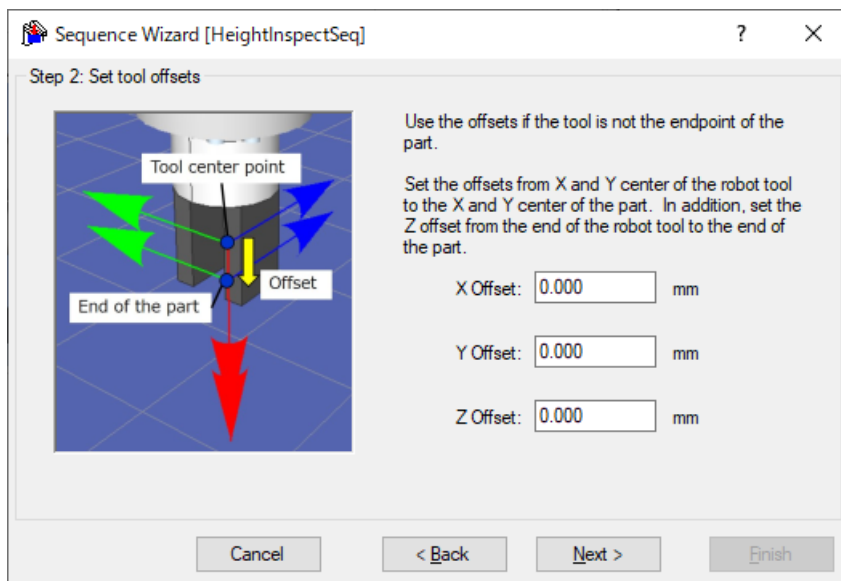 Sequence Wizard [HeightInspectSeq]
?
Step 2: Set tool offsets
Tool center point
Offset
End of the part
Use the offsets if the tool is not the endpoint of the
part.
Set the offsets from X and Y center of the robot tool
to the X and Y center of the part. In addition, set the
Z offset from the end of the robot tool to the end of
the part.
X Offset: 0.000 mm
Y Offset: 0.000 mm
Z Offset: 0.000 mm
Cancel < Back Next > Finish